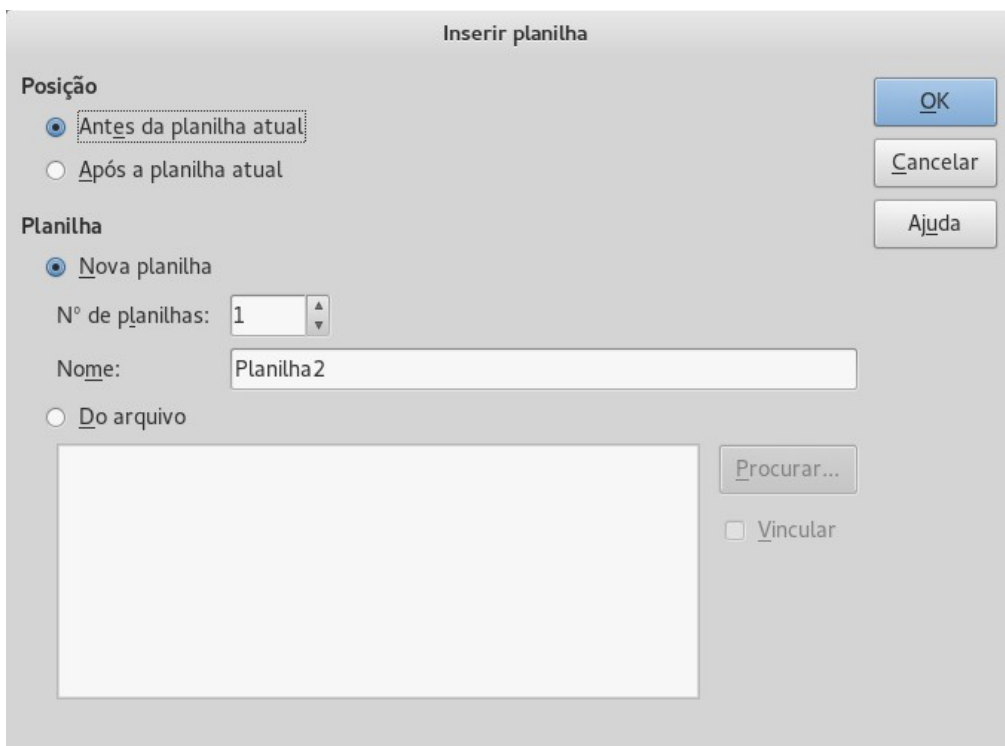 Inserir planilha
Posição
Antes da planilha atual
Após a planilha atual
OK
Cancelar
Ajuda
Planilha
Nova planilha
N° de planilhas: 1
Nome: Planilha2
Do arquivo
Procurar...
Vincular